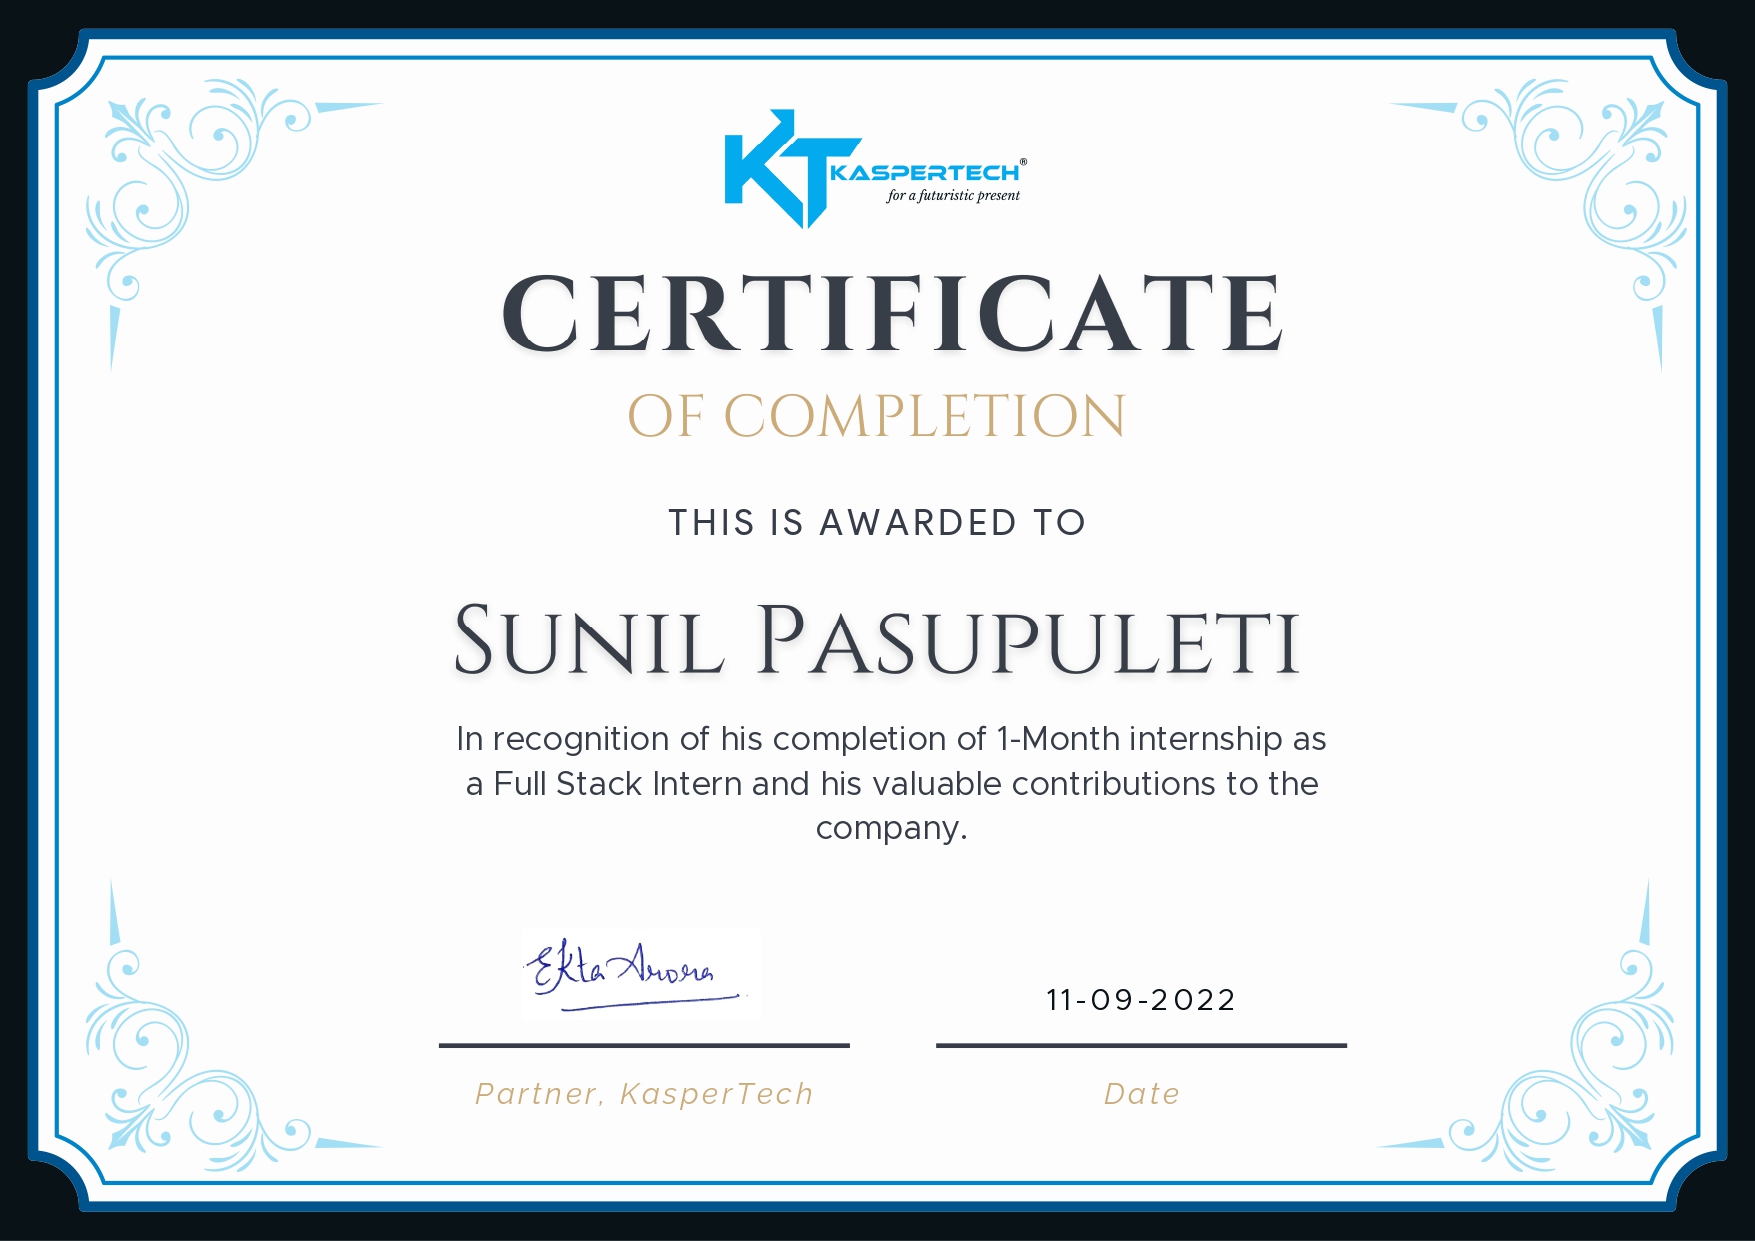 KT KASPERTECH®
for a futuristic present
CERTIFICATE
OF COMPLETION
THIS IS AWARDED TO
SUNIL PASUPULETI
In recognition of his completion of 1-Month internship as
a Full Stack Intern and his valuable contributions to the
company.
Ekta Arora
11-09-2022
Partner, KasperTech
Date